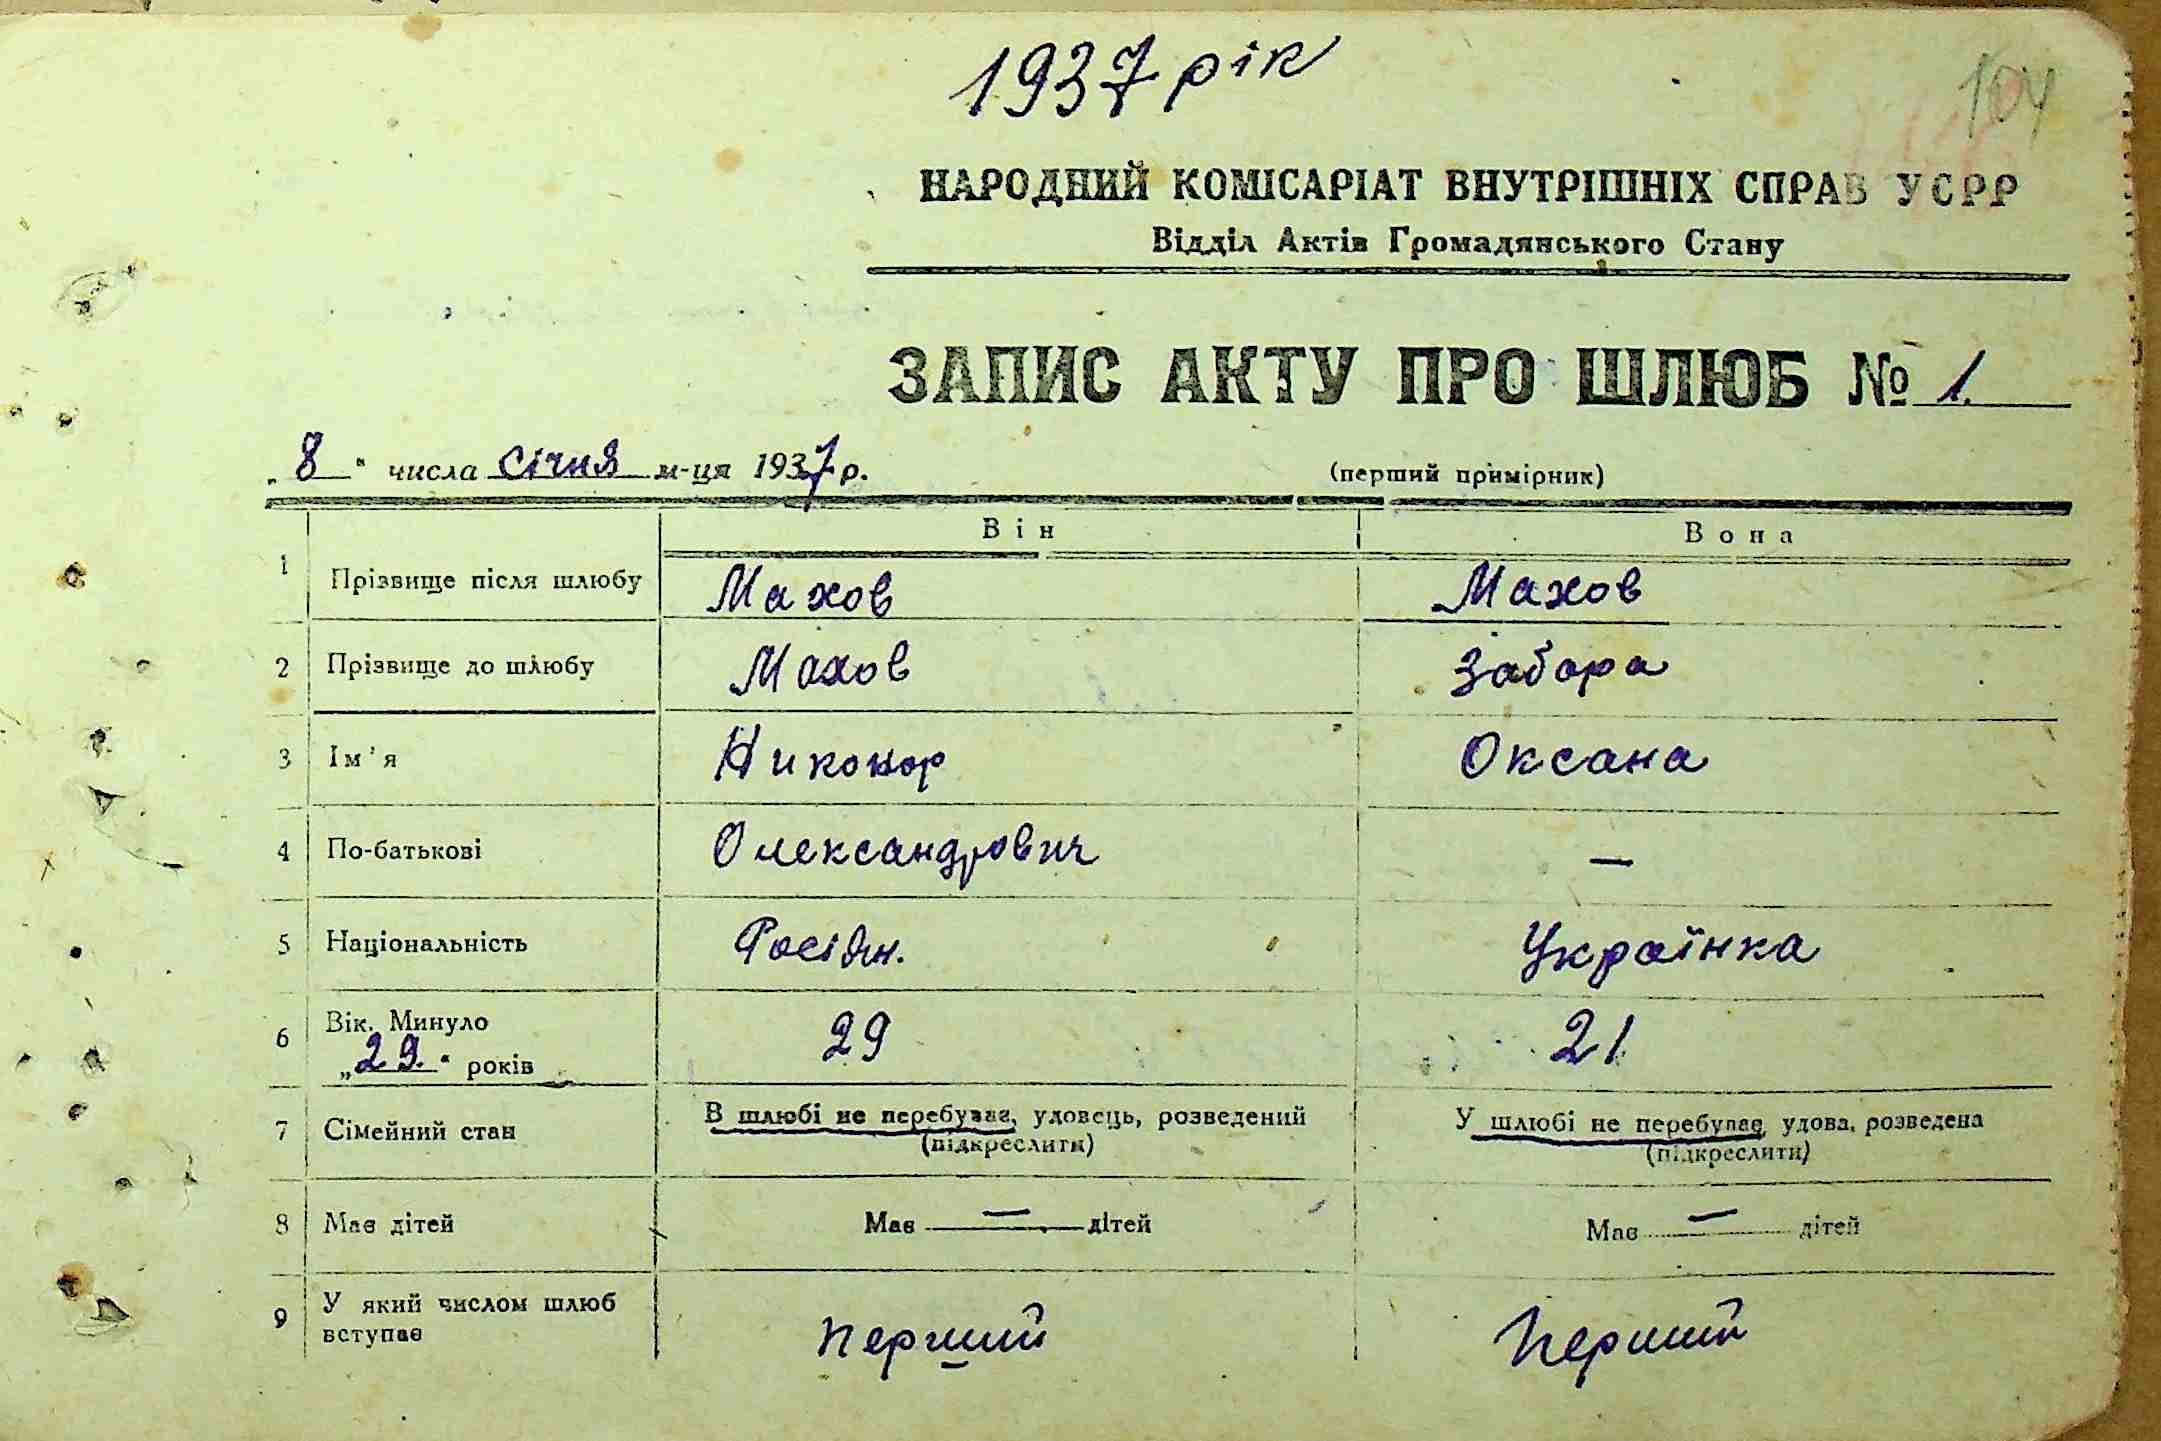 1937 рік
104
НАРОДНИЙ КОМІСАРІАТ ВНУТРІШНІХ СПРАВ УСРР
Відділ Актів Громадянського Стану
ЗАПИС АКТУ ПРО ШЛЮБ № 1.
„ 8 “ числа січня м-ця 1937 р. (перший примірник)
Він Вона
1 Прізвище після шлюбу Махов Махов
2 Прізвище до шлюбу Махов Забора
3 Ім'я Никонор Оксана
4 По-батькові Олександрович —
5 Національність Росіян. Українка
6 Вік. Минуло „29.“ років 29 21
7 Сімейний стан В шлюбі не перебував, удовець, розведений (підкреслити) У шлюбі не перебував, удова, розведена (підкреслити)
8 Має дітей Має — дітей Має — дітей
9 У який числом шлюб вступає перший Перший